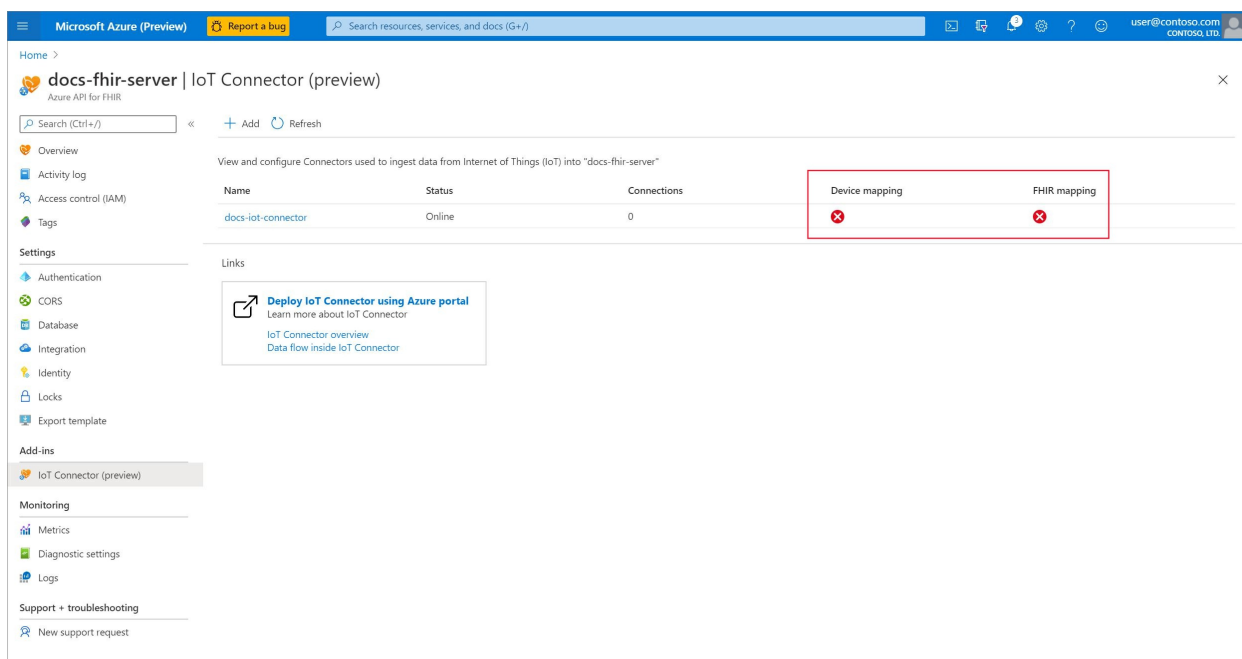 Microsoft Azure (Preview)
Report a bug
Search resources, services, and docs (G+/)
3
user@contoso.com
CONTOSO, LTD.
Home >
docs-fhir-server | IoT Connector (preview)
Azure API for FHIR
Search (Ctrl+/)
Add
Refresh
Overview
Activity log
Access control (IAM)
Tags
Settings
Authentication
CORS
Database
Integration
Identity
Locks
Export template
Add-ins
IoT Connector (preview)
Monitoring
Metrics
Diagnostic settings
Logs
Support + troubleshooting
New support request
View and configure Connectors used to ingest data from Internet of Things (IoT) into "docs-fhir-server"
Name Status Connections Device mapping FHIR mapping
docs-iot-connector Online 0
Links
Deploy IoT Connector using Azure portal
Learn more about IoT Connector
IoT Connector overview
Data flow inside IoT Connector